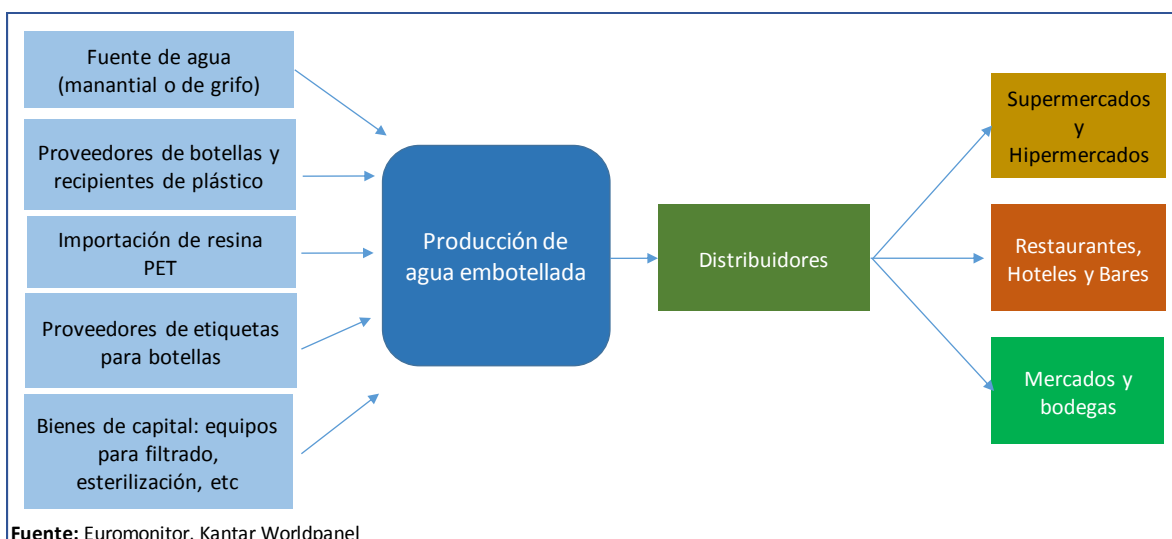 Fuente de agua
(manantial o de grifo)
Proveedores de botellas y
recipientes de plástico
Importación de resina
PET
Proveedores de etiquetas
para botellas
Bienes de capital: equipos
para filtrado,
esterilización, etc
Producción de
agua embotellada
Distribuidores
Supermercados
y
Hipermercados
Restaurantes,
Hoteles y Bares
Mercados y
bodegas
Fuente: Euromonitor, Kantar Worldpanel